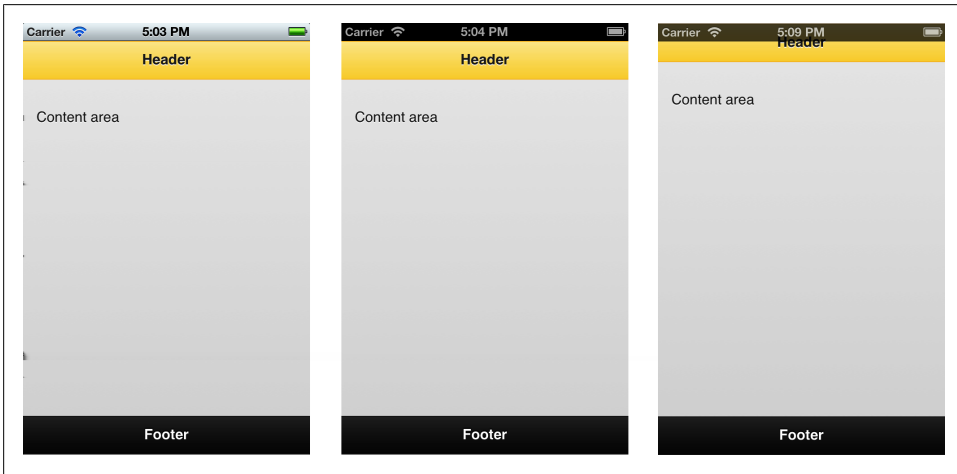 Carrier 5:03 PM
Header
Content area
Footer
Carrier 5:04 PM
Header
Content area
Footer
Carrier 5:09 PM
Header
Content area
Footer